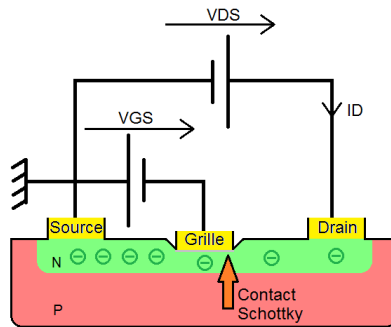 VDS
VGS
ID
Source
Grille
Drain
N
P
Contact
Schottky